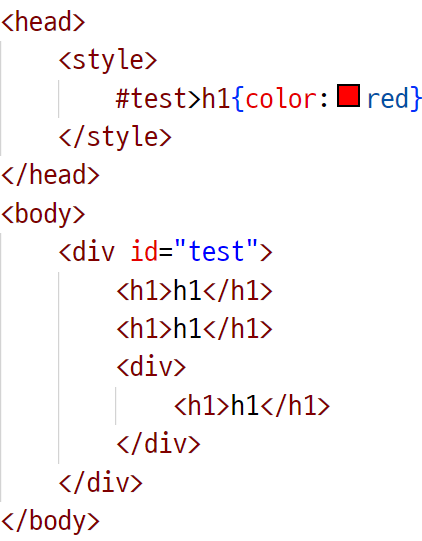 <head>
<style>
#test>h1{color: red}
</style>
</head>
<body>
<div id="test">
<h1>h1</h1>
<h1>h1</h1>
<div>
<h1>h1</h1>
</div>
</div>
</body>